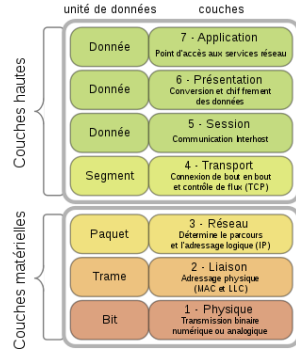 unité de données couches
Couches hautes
Donnée
7 - Application
Point d'accès aux services réseau
Donnée
6 - Présentation
Conversion et chiffrement
des données
Donnée
5 - Session
Communication Interhost
Segment
4 - Transport
Connexion de bout en bout
et contrôle de flux (TCP)
Couches matérielles
Paquet
3 - Réseau
Détermine le parcours
et l'adressage logique (IP)
Trame
2 - Liaison
Adressage physique
(MAC et LLC)
Bit
1 - Physique
Transmission binaire
numérique ou analogique